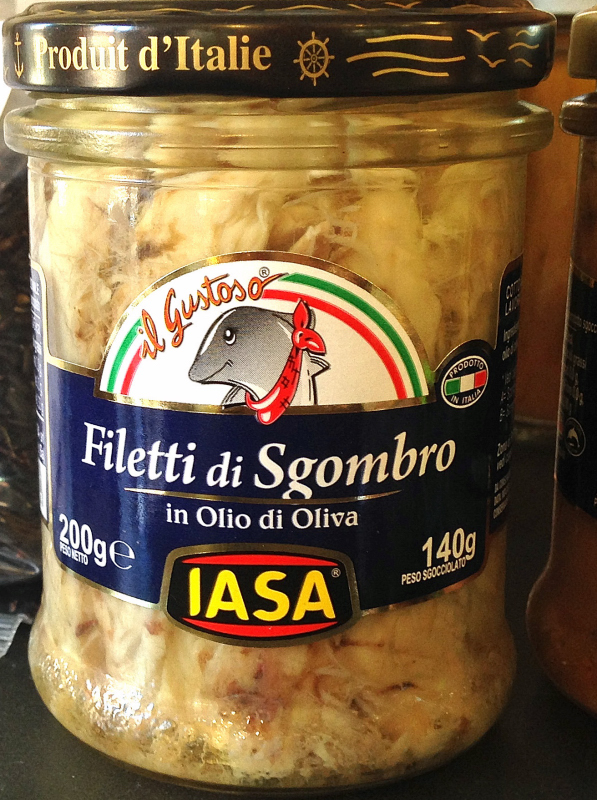 Produit d'Italie
il Gustoso®
PRODOTTO
IN ITALIA
Filetti di Sgombro
in Olio di Oliva
200g℮
PESO NETTO
140g
PESO SGOCCIOLATO
IASA®